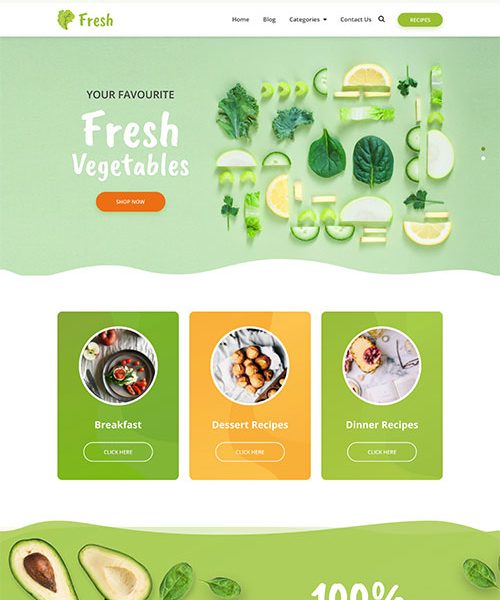 Fresh
Home Blog Categories Contact Us RECIPES
YOUR FAVOURITE
Fresh
Vegetables
SHOP NOW
Breakfast
CLICK HERE
Dessert Recipes
CLICK HERE
Dinner Recipes
CLICK HERE
100%